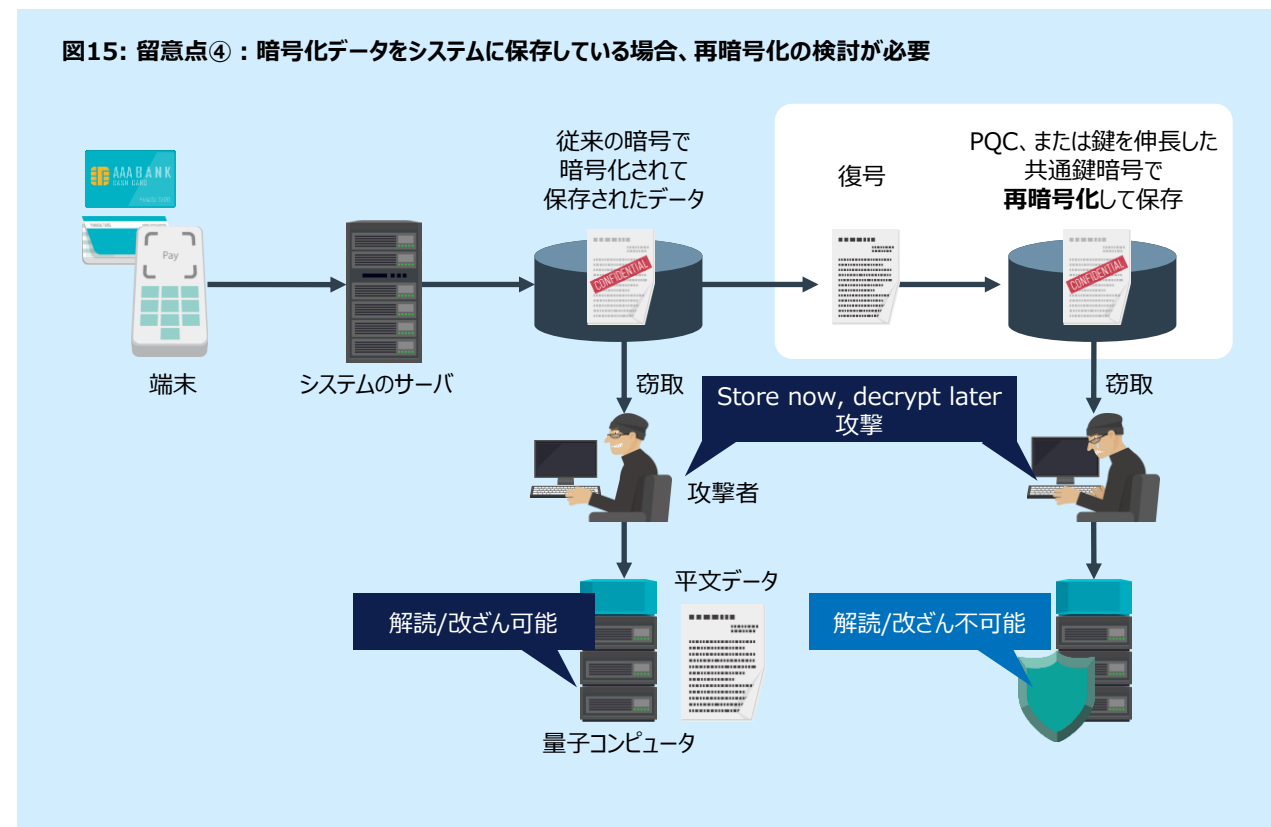 図15: 留意点④：暗号化データをシステムに保存している場合、再暗号化の検討が必要
従来の暗号で
暗号化されて
保存されたデータ
復号
PQC、または鍵を伸長した
共通鍵暗号で
再暗号化して保存
AAA BANK
CASH CARD
Pay
CONFIDENTIAL
CONFIDENTIAL
端末
システムのサーバ
窃取
窃取
Store now, decrypt later
攻撃
攻撃者
平文データ
解読/改ざん可能
解読/改ざん不可能
量子コンピュータ